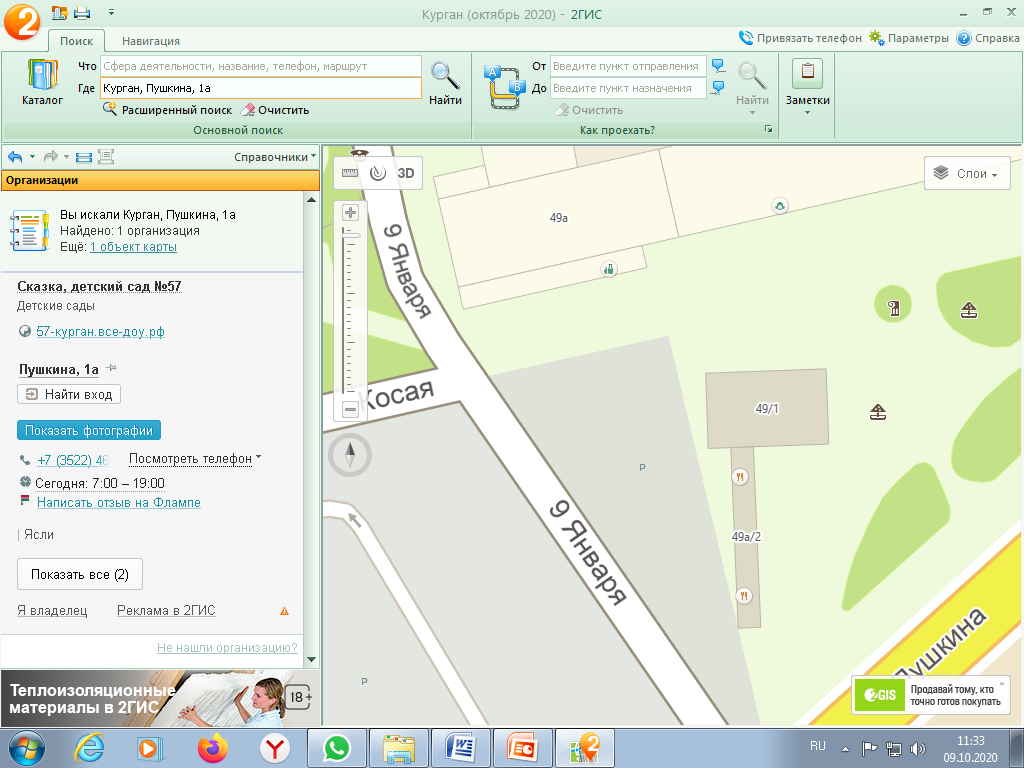 Курган (октябрь 2020) - 2ГИС
Поиск
Навигация
Привязать телефон
Параметры
Справка
Каталог
Что
Сфера деятельности, название, телефон, маршрут
Где
Курган, Пушкина, 1а
Расширенный поиск
Очистить
Найти
Основной поиск
От
Введите пункт отправления
До
Введите пункт назначения
Очистить
Найти
Как проехать?
Заметки
Справочники
Организации
Вы искали Курган, Пушкина, 1а
Найдено: 1 организация
Ещё: 1 объект карты
Сказка, детский сад №57
Детские сады
57-курган.все-доу.рф
Пушкина, 1а
Найти вход
Показать фотографии
+7 (3522) 46
Посмотреть телефон
Сегодня: 7:00 – 19:00
Написать отзыв на Флампе
Ясли
Показать все (2)
Я владелец
Реклама в 2ГИС
Не нашли организацию?
Теплоизоляционные
материалы в 2ГИС
18+
3D
Слои
49а
9 Января
Косая
49/1
P
9 Января
49а/2
Пушкина
P
2GIS
Продавай тому, кто
точно готов покупать
RU
11:33
09.10.2020